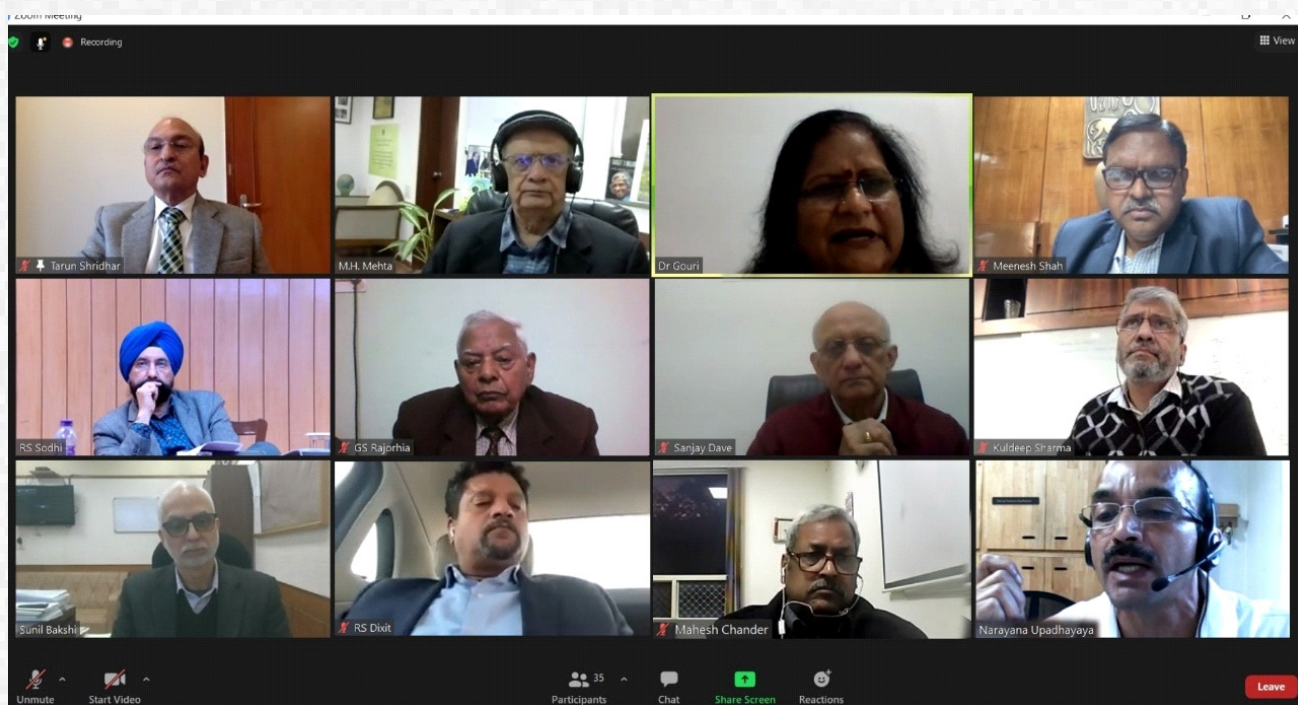 Zoom Meeting
Recording
View
Tarun Shridhar
M.H. Mehta
Dr Gouri
Meenesh Shah
RS Sodhi
GS Rajorhia
Sanjay Dave
Kuldeep Sharma
Sunil Bakshi
RS Dixit
Mahesh Chander
Narayana Upadhayaya
35
Unmute
Start Video
Participants
Chat
Share Screen
Reactions
Leave